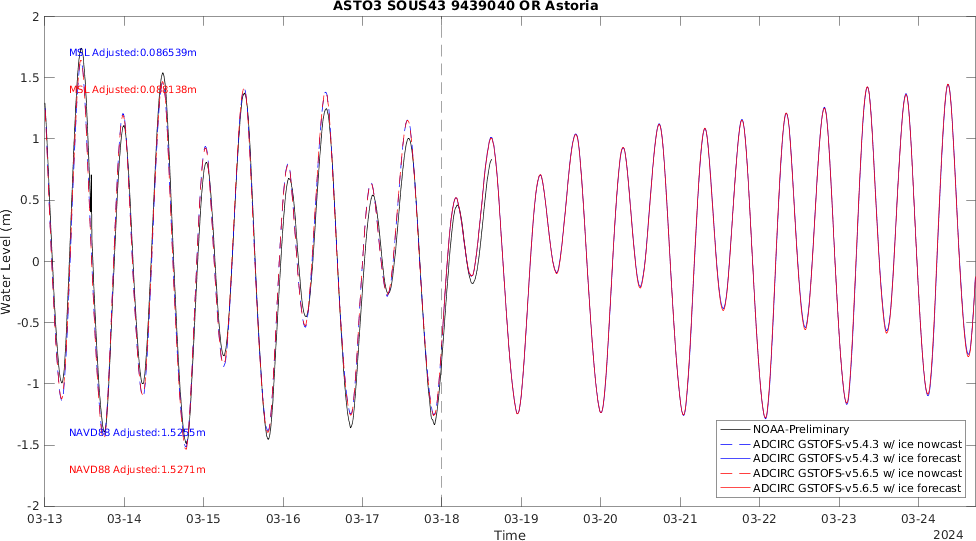 ASTO3 SOUS43 9439040 OR Astoria
2
1.5
1
0.5
0
-0.5
-1
-1.5
-2
Water Level (m)
MSL Adjusted:0.086539m
MSL Adjusted:0.088138m
NAVD88 Adjusted:1.5255m
NAVD88 Adjusted:1.5271m
NOAA-Preliminary
ADCIRC GSTOFS-v5.4.3 w/ ice nowcast
ADCIRC GSTOFS-v5.4.3 w/ ice forecast
ADCIRC GSTOFS-v5.6.5 w/ ice nowcast
ADCIRC GSTOFS-v5.6.5 w/ ice forecast
03-13 03-14 03-15 03-16 03-17 03-18 03-19 03-20 03-21 03-22 03-23 03-24
Time
2024